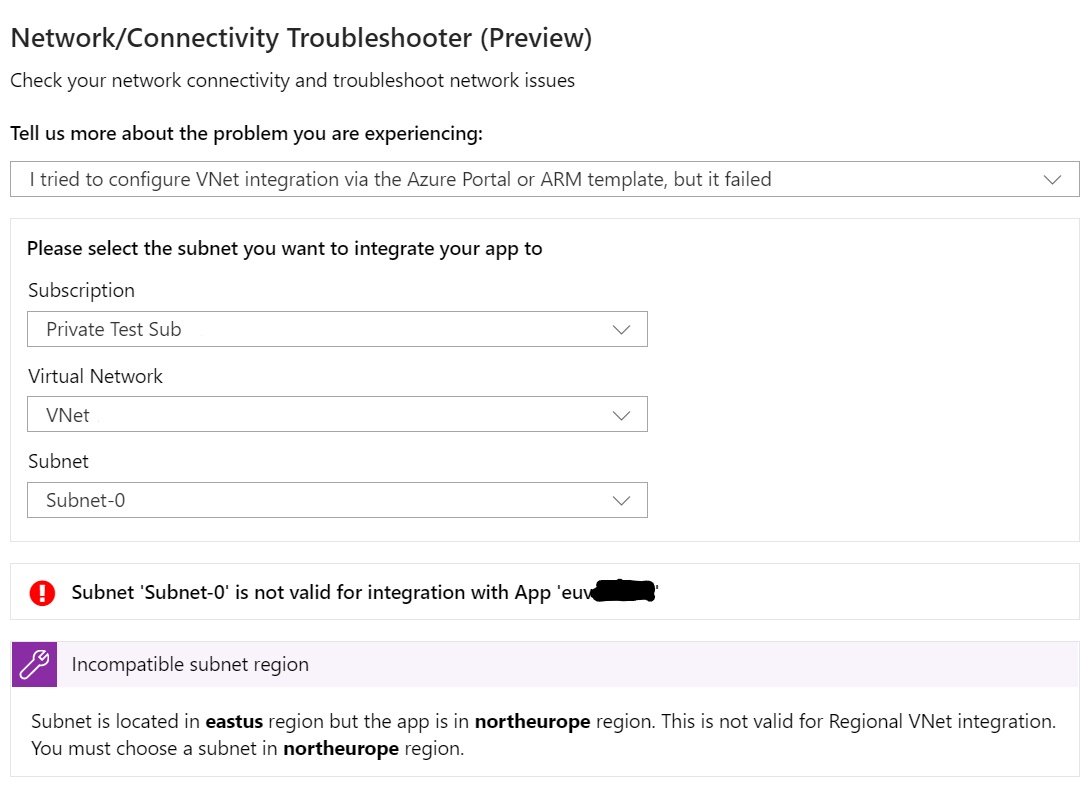 Network/Connectivity Troubleshooter (Preview)
Check your network connectivity and troubleshoot network issues
Tell us more about the problem you are experiencing:
I tried to configure VNet integration via the Azure Portal or ARM template, but it failed
Please select the subnet you want to integrate your app to
Subscription
Private Test Sub
Virtual Network
VNet
Subnet
Subnet-0
Subnet 'Subnet-0' is not valid for integration with App 'euv'
Incompatible subnet region
Subnet is located in eastus region but the app is in northeurope region. This is not valid for Regional VNet integration.
You must choose a subnet in northeurope region.